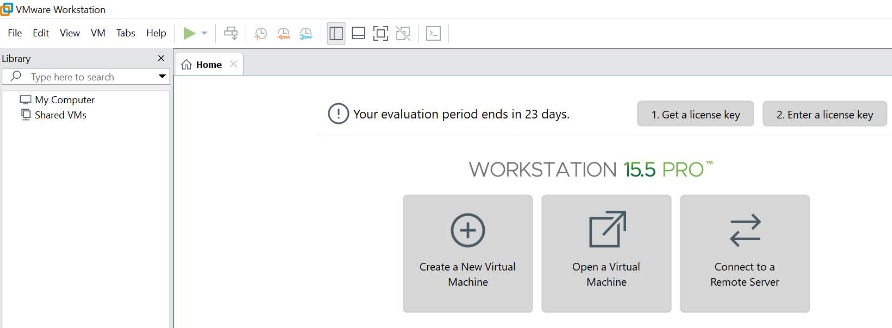 VMware Workstation
File Edit View VM Tabs Help
Library
Type here to search
My Computer
Shared VMs
Home
Your evaluation period ends in 23 days.
1. Get a license key
2. Enter a license key
WORKSTATION 15.5 PRO™
Create a New Virtual
Machine
Open a Virtual
Machine
Connect to a
Remote Server